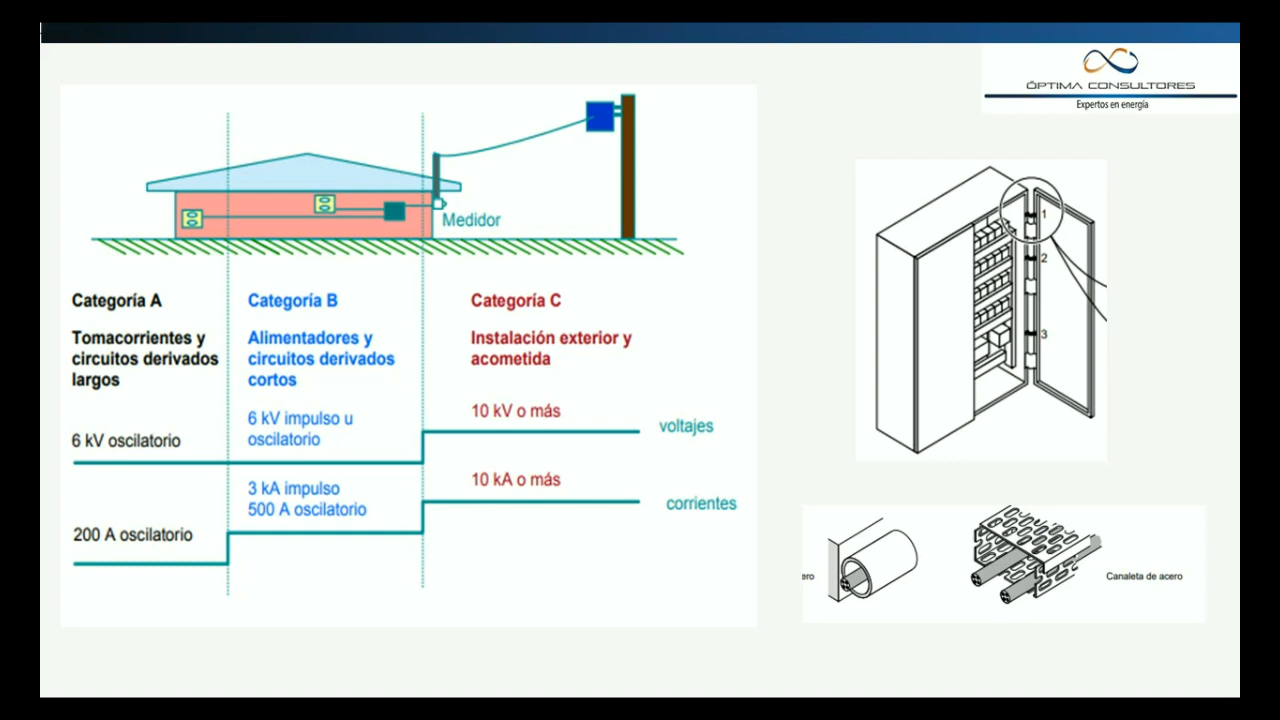 ÓPTIMA CONSULTORES
Expertos en energía
Medidor
Categoría A
Tomacorrientes y
circuitos derivados
largos
6 kV oscilatorio
200 A oscilatorio
Categoría B
Alimentadores y
circuitos derivados
cortos
6 kV impulso u
oscilatorio
3 kA impulso
500 A oscilatorio
Categoría C
Instalación exterior y
acometida
10 kV o más
10 kA o más
voltajes
corrientes
1
2
3
ero
Canaleta de acero